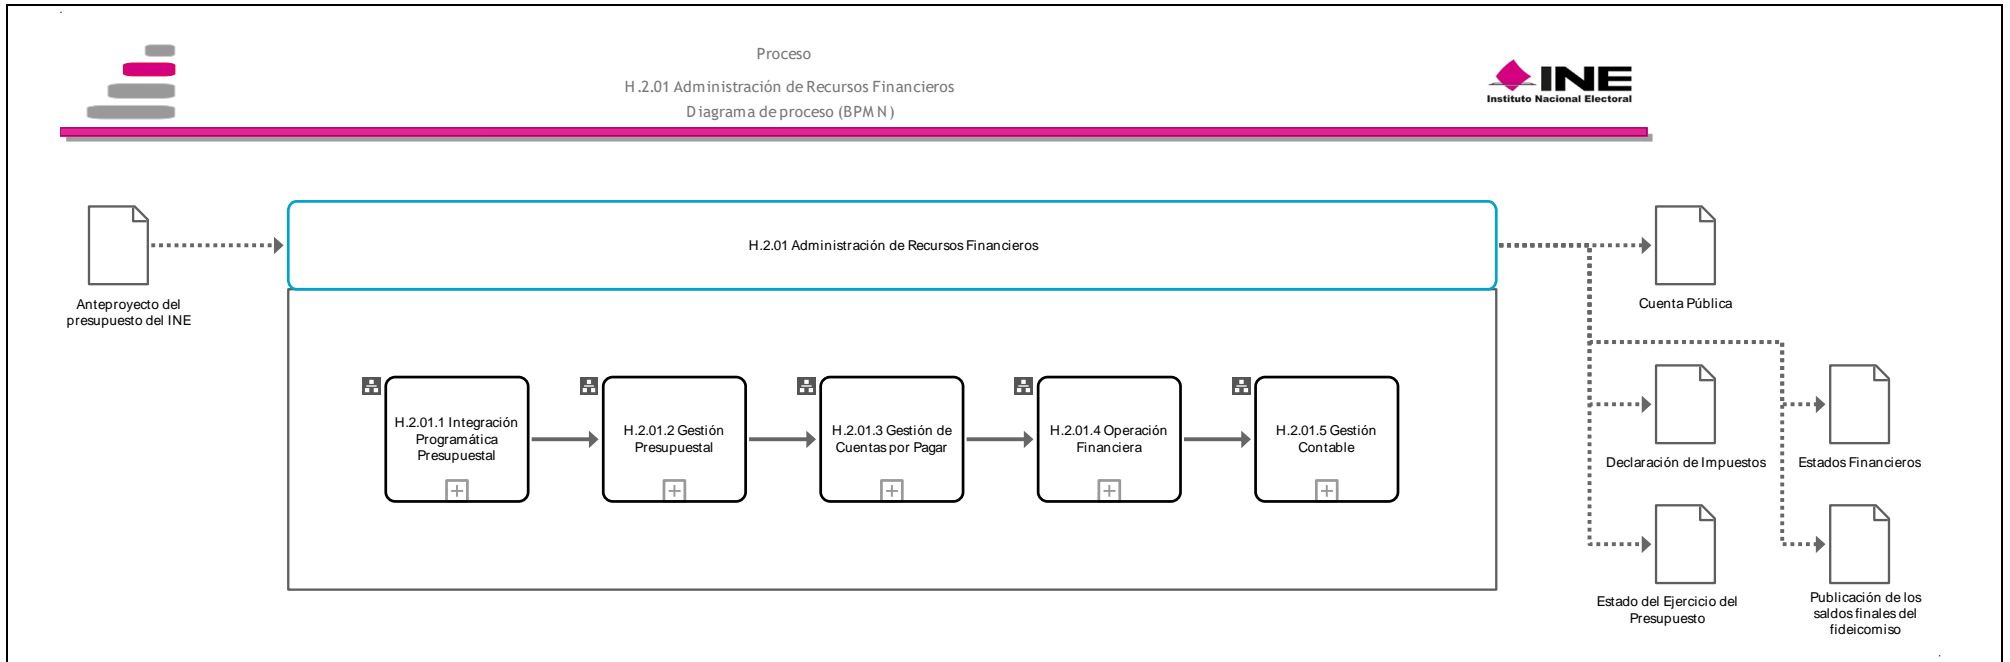 Proceso
H.2.01 Administración de Recursos Financieros
Diagrama de proceso (BPMN)
INE
Instituto Nacional Electoral
Anteproyecto del
presupuesto del INE
H.2.01 Administración de Recursos Financieros
H.2.01.1 Integración
Programática
Presupuestal
H.2.01.2 Gestión
Presupuestal
H.2.01.3 Gestión de
Cuentas por Pagar
H.2.01.4 Operación
Financiera
H.2.01.5 Gestión
Contable
Cuenta Pública
Declaración de Impuestos
Estados Financieros
Estado del Ejercicio del
Presupuesto
Publicación de los
saldos finales del
fideicomiso